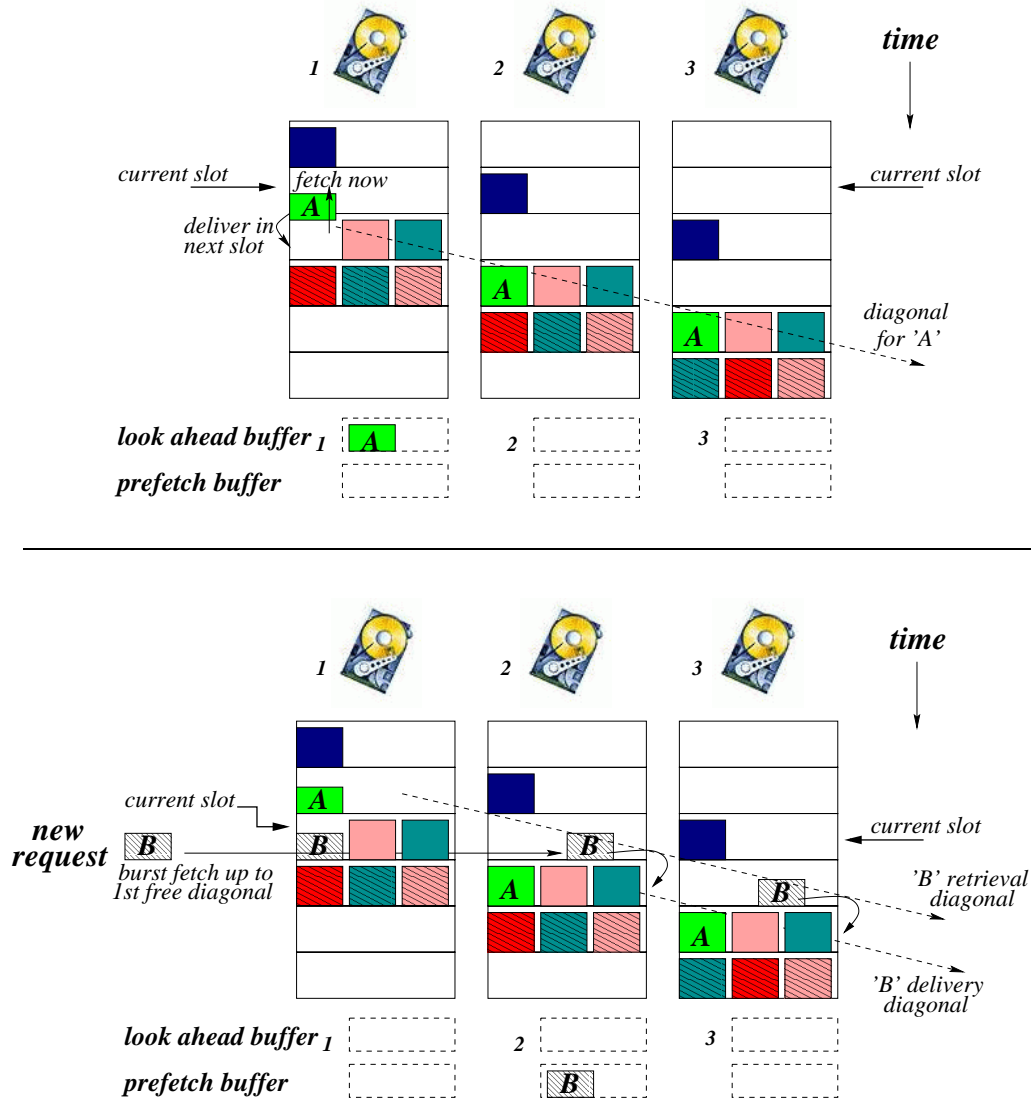 time
1
2
3
current slot
fetch now
current slot
A
deliver in
next slot
A
A
diagonal
for 'A'
look ahead buffer
1
A
2
3
prefetch buffer
time
1
2
3
current slot
A
new
request
B
B
B
current slot
burst fetch up to
1st free diagonal
A
B
'B' retrieval
diagonal
A
'B' delivery
diagonal
look ahead buffer
1
2
3
prefetch buffer
B